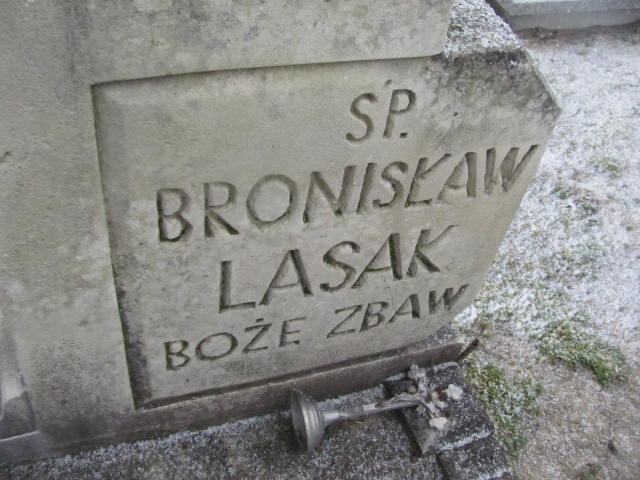 ŚP.
BRONISŁAW
LASAK
BOŻE ZBAW